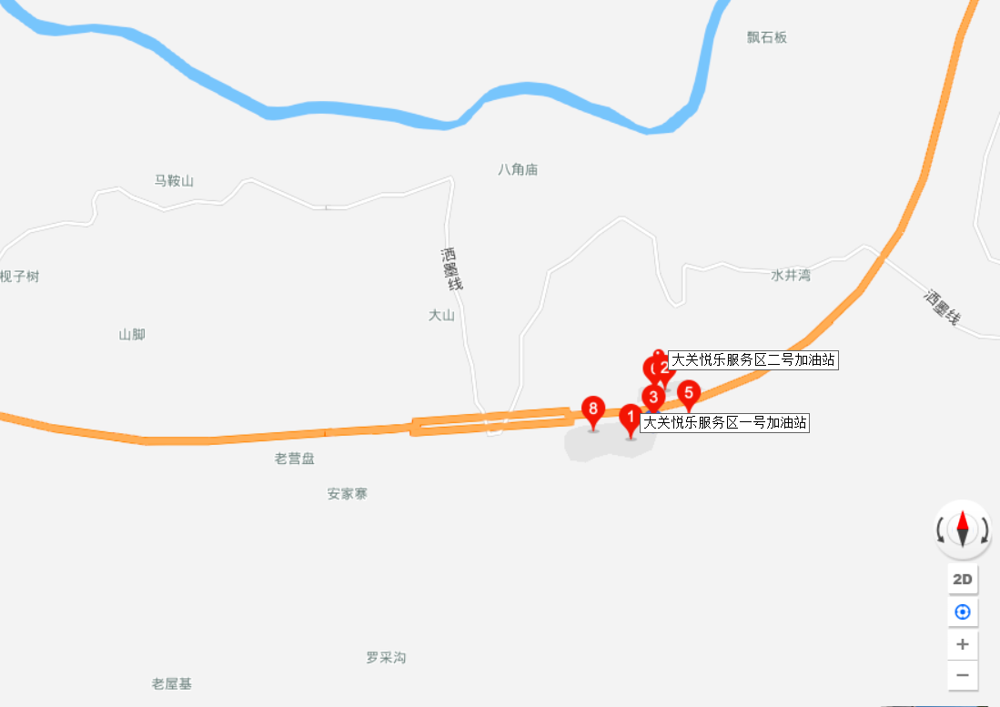 飘石板
八角庙
马鞍山
洒墨线
枧子树
水井湾
洒墨线
大山
山脚
大关悦乐服务区二号加油站
2
3
5
8
1
大关悦乐服务区一号加油站
老营盘
安家寨
2D
罗采沟
老屋基